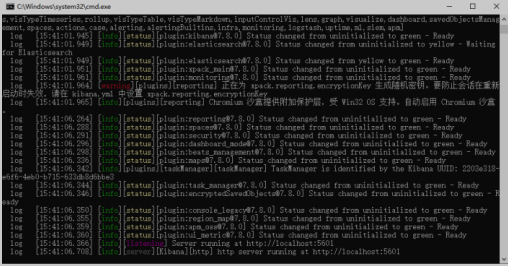 C:\Windows\system32\cmd.exe
s,visTypeTimeseries,rollup,visTypeVega,visTypeTable,visTypeMarkdown,inputControlVis,lens,graph,visualize,dashboard,savedObjectsManag
ement,spaces,actions,case,alerting,alertingBuiltins,infra,monitoring,logstash,uptime,ml,siem,apm]
log [15:41:01.945] [info][status][plugin:kibana@7.8.0] Status changed from uninitialized to green - Ready
log [15:41:01.949] [info][status][plugin:elasticsearch@7.8.0] Status changed from uninitialized to yellow - Waiting
for Elasticsearch
log [15:41:01.949] [info][status][plugin:elasticsearch@7.8.0] Status changed from yellow to green - Ready
log [15:41:01.951] [info][status][plugin:xpack_main@7.8.0] Status changed from uninitialized to green - Ready
log [15:41:01.961] [info][status][plugin:monitoring@7.8.0] Status changed from uninitialized to green - Ready
log [15:41:01.964] [warning][plugins][reporting] 正在为 xpack.reporting.encryptionKey 生成随机密钥。要防止会话在重新
启动时失效，请在 kibana.yml 中设置 xpack.reporting.encryptionKey
log [15:41:01.965] [info][plugins][reporting] Chromium 沙盒提供附加保护层，受 Win32 OS 支持，自动启用 Chromium 沙盒
。
log [15:41:06.264] [info][status][plugin:reporting@7.8.0] Status changed from uninitialized to green - Ready
log [15:41:06.288] [info][status][plugin:spaces@7.8.0] Status changed from uninitialized to green - Ready
log [15:41:06.291] [info][status][plugin:security@7.8.0] Status changed from uninitialized to green - Ready
log [15:41:06.296] [info][status][plugin:dashboard_mode@7.8.0] Status changed from uninitialized to green - Ready
log [15:41:06.298] [info][status][plugin:beats_management@7.8.0] Status changed from uninitialized to green - Ready
log [15:41:06.336] [info][status][plugin:maps@7.8.0] Status changed from uninitialized to green - Ready
log [15:41:06.342] [info][plugins][taskManager][taskManager] TaskManager is identified by the Kibana UUID: 2203e318-
log [15:41:06.344] [info][status][plugin:task_manager@7.8.0] Status changed from uninitialized to green - Ready
log [15:41:06.346] [info][status][plugin:encryptedSavedObjects@7.8.0] Status changed from uninitialized to green - R
eady
log [15:41:06.350] [info][status][plugin:console_legacy@7.8.0] Status changed from uninitialized to green - Ready
log [15:41:06.355] [info][status][plugin:region_map@7.8.0] Status changed from uninitialized to green - Ready
log [15:41:06.359] [info][status][plugin:apm_oss@7.8.0] Status changed from uninitialized to green - Ready
log [15:41:06.360] [info][status][plugin:ui_metric@7.8.0] Status changed from uninitialized to green - Ready
log [15:41:06.366] [listening] Server running at http://localhost:5601
log [15:41:06.708] [info][server][Kibana][http] http server running at http://localhost:5601